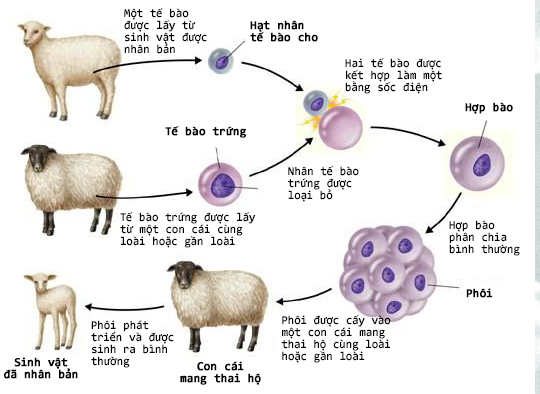 Một tế bào
được lấy từ
sinh vật được
nhân bản
Hạt nhân
tế bào cho
Hai tế bào được
kết hợp làm một
bằng sốc điện
Hợp bào
Tế bào trứng
Nhân tế bào
trứng được
loại bỏ
Tế bào trứng được lấy
từ một con cái cùng
loài hoặc gần loài
Hợp bào
phân chia
bình thường
Phôi
Phôi được cấy vào
một con cái mang
thai hộ cùng loài
hoặc gần loài
Con cái
mang thai hộ
Phôi phát
triển và được
sinh ra bình
thường
Sinh vật
đã nhân bản